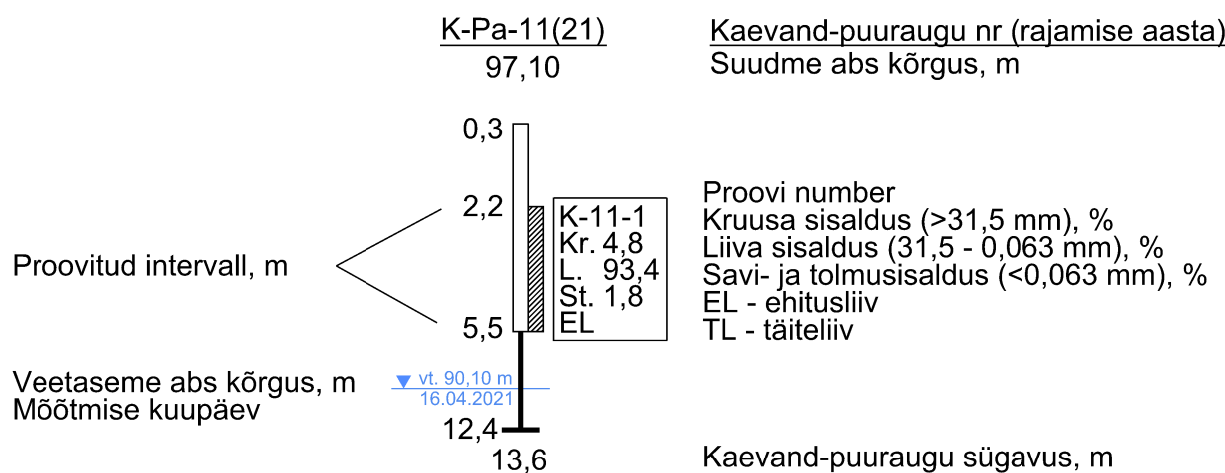 K-Pa-11(21)
Kaevand-puuraugu nr (rajamise aasta)
97,10
Suudme abs kõrgus, m
0,3
2,2
5,5
Proovitud intervall, m
K-11-1
Kr. 4,8
L. 93,4
St. 1,8
EL
Proovi number
Kruusa sisaldus (>31,5 mm), %
Liiva sisaldus (31,5 - 0,063 mm), %
Savi- ja tolmusisaldus (<0,063 mm), %
EL - ehitusliiv
TL - täiteliiv
Veetaseme abs kõrgus, m
Mõõtmise kuupäev
vt. 90,10 m
16.04.2021
12,4
13,6
Kaevand-puuraugu sügavus, m